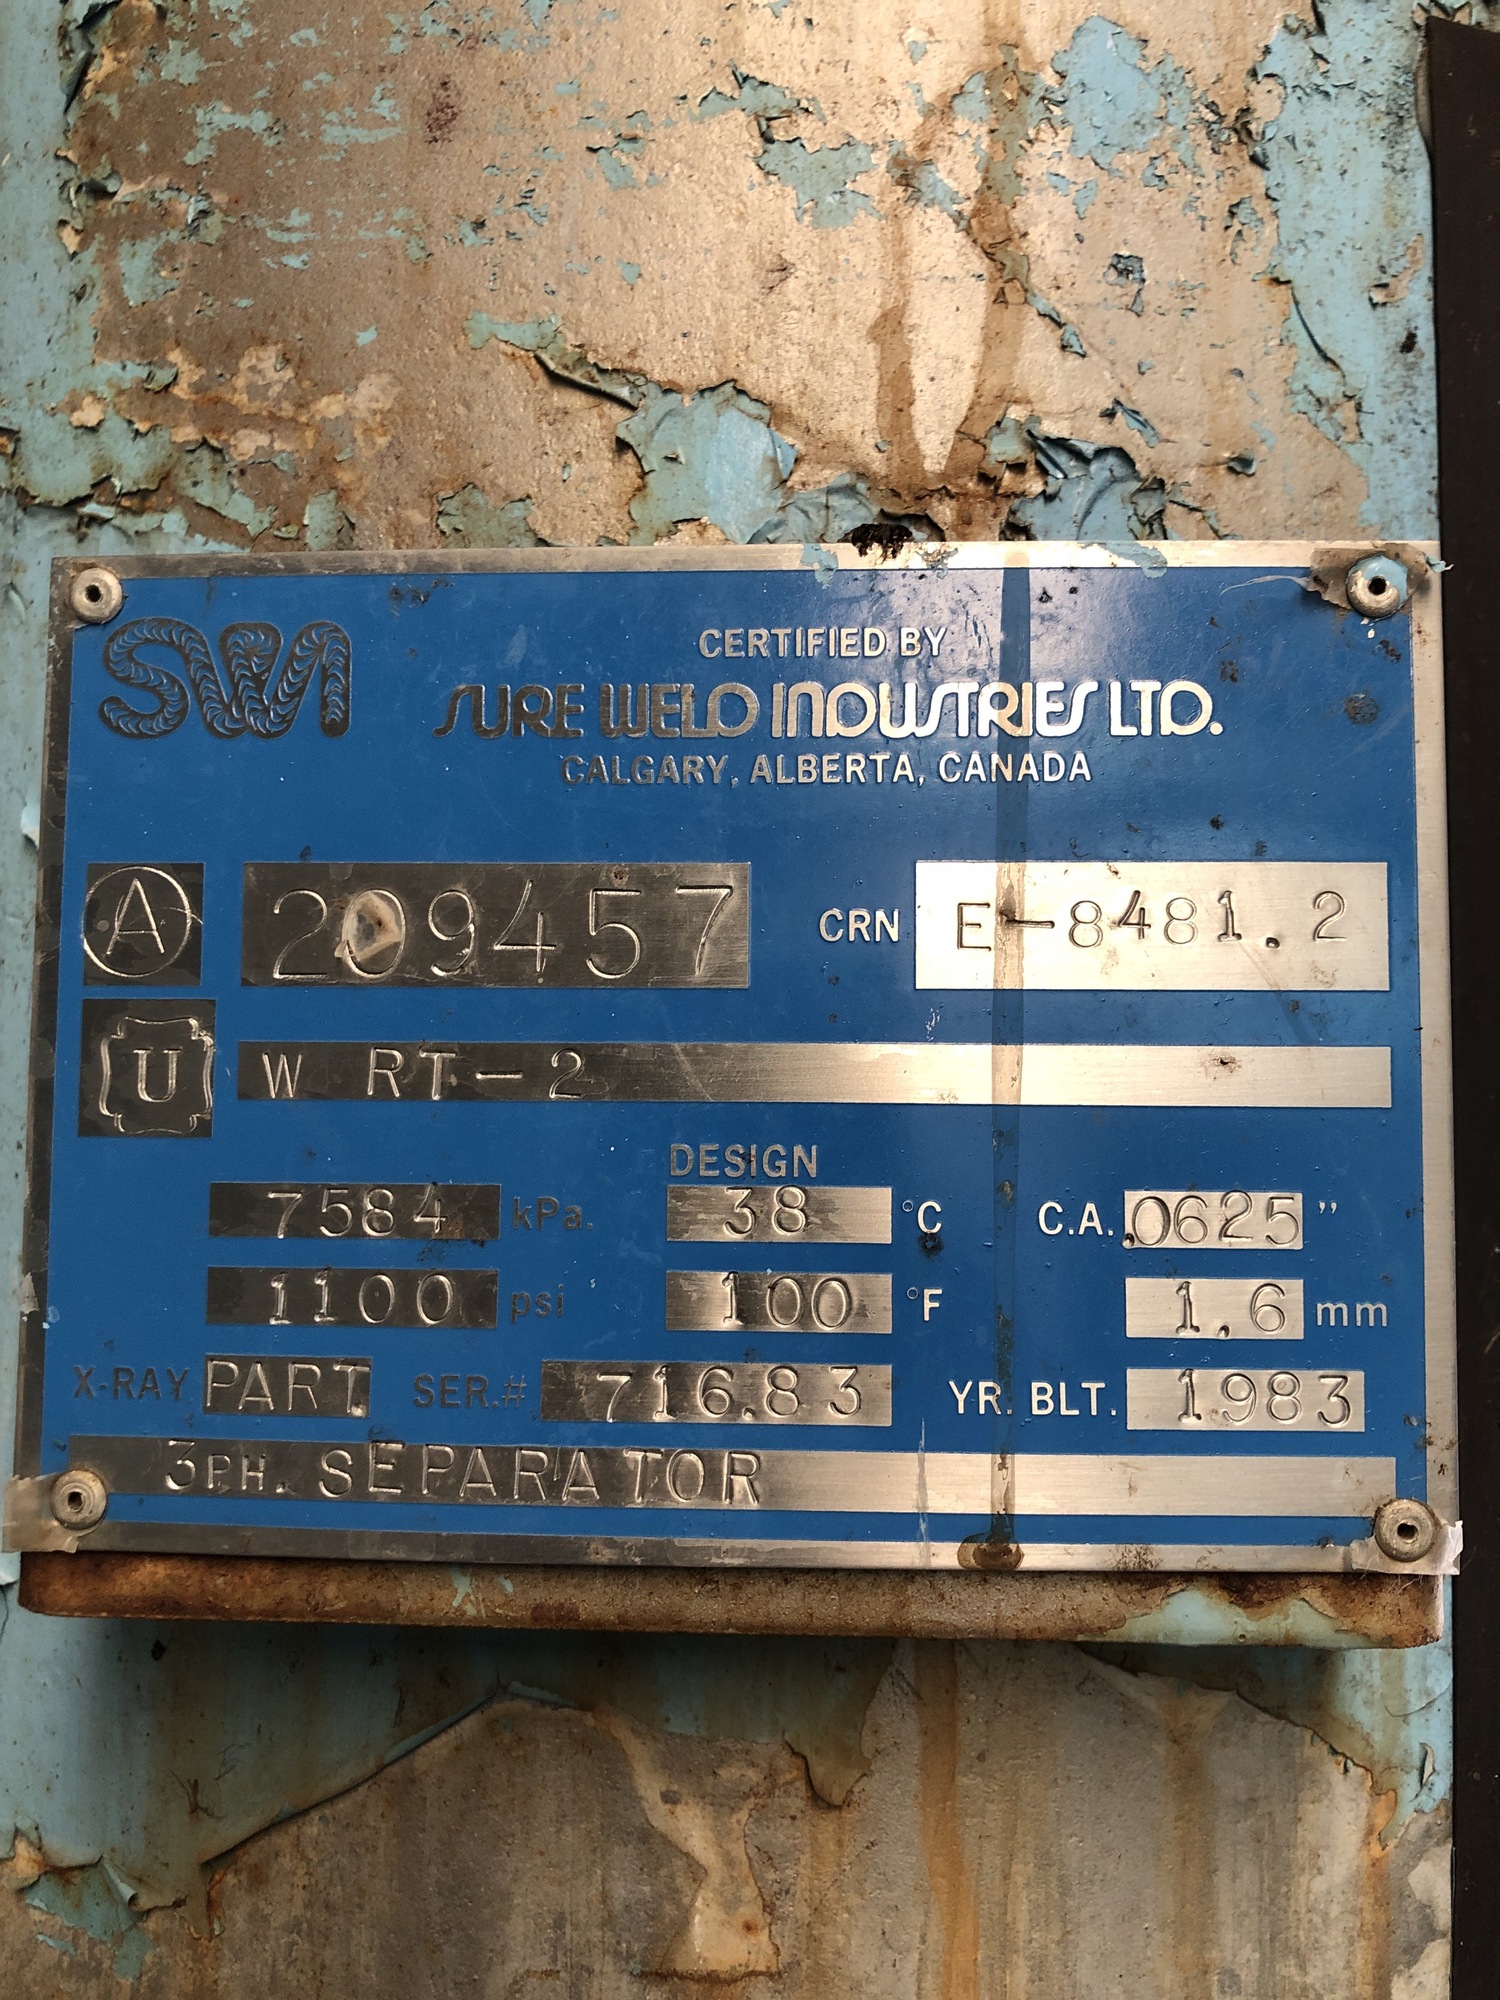 SWI
CERTIFIED BY
SURE WELD INDUSTRIES LTD.
CALGARY, ALBERTA, CANADA
A 209457 CRN E-8481.2
U W RT-2
DESIGN
7584 kPa. 38 °C C.A. .0625"
1100 psi 100 °F 1.6 mm
X-RAY PART. SER.# 716.83 YR. BLT. 1983
3PH. SEPARATOR